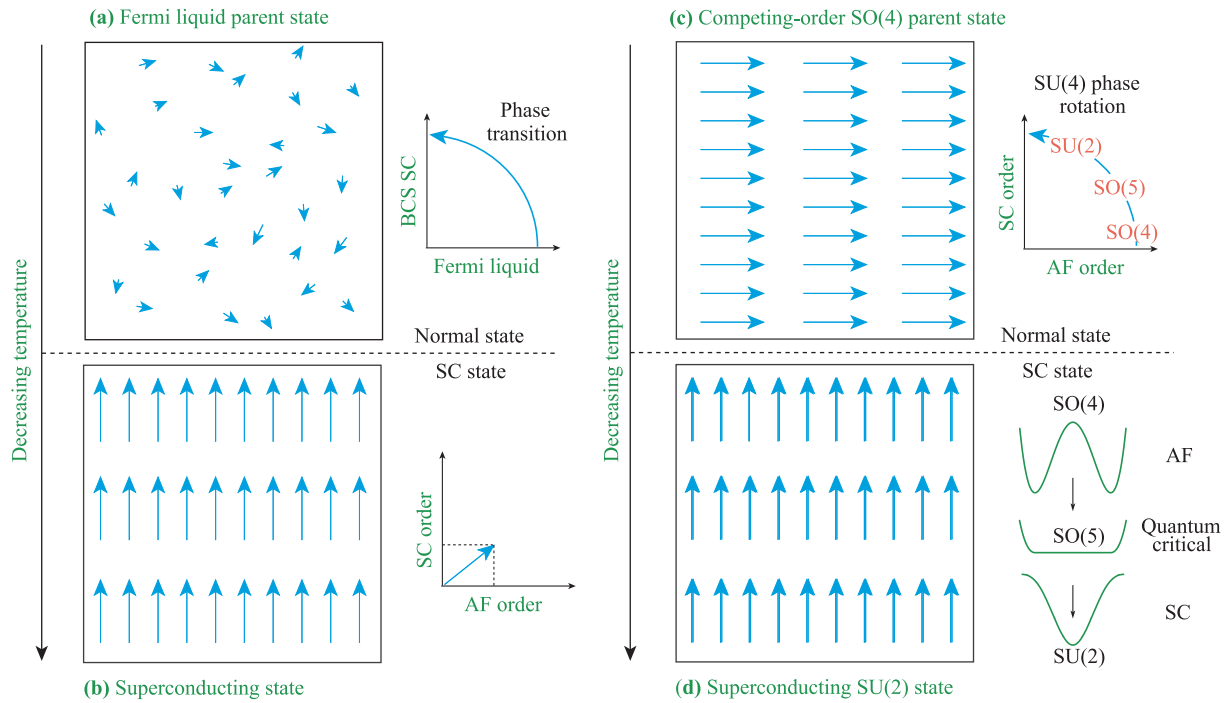 (a) Fermi liquid parent state
Phase
transition
BCS SC
Fermi liquid
Decreasing temperature
Normal state
SC state
SC order
AF order
(b) Superconducting state
(c) Competing-order SO(4) parent state
SU(4) phase
rotation
SU(2)
SO(5)
SO(4)
SC order
AF order
Decreasing temperature
Normal state
SC state
SO(4)
AF
SO(5)
Quantum
critical
SC
SU(2)
(d) Superconducting SU(2) state